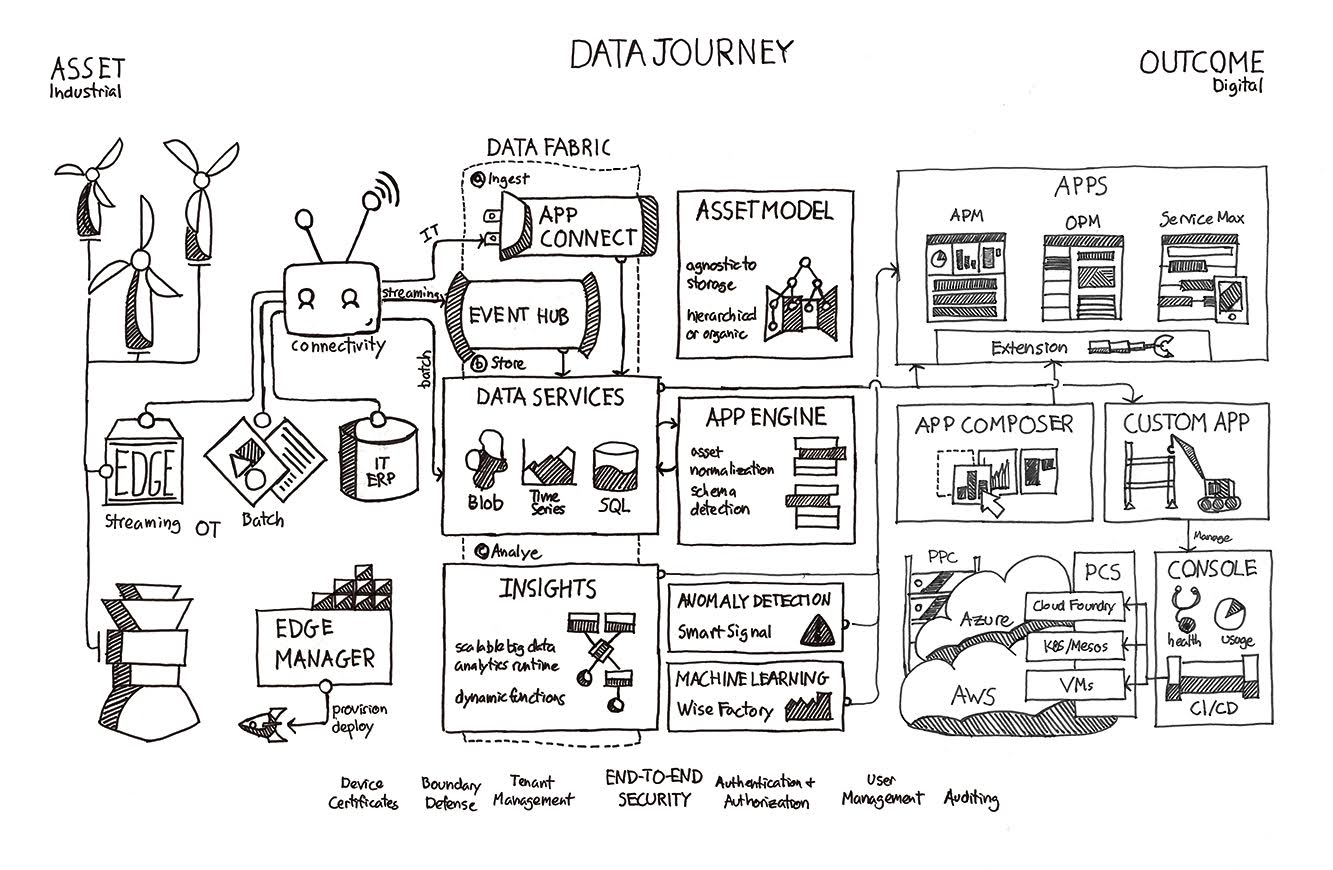 DATA JOURNEY
ASSET
Industrial
OUTCOME
Digital
DATA FABRIC
a Ingest
IT
APP
CONNECT
streaming
EVENT HUB
connectivity
batch
b Store
DATA SERVICES
Blob
Time
Series
SQL
EDGE
Streaming
OT
Batch
IT
ERP
c Analye
INSIGHTS
scalable big data
analytics runtime
dynamic functions
EDGE
MANAGER
provision
deploy
ASSET MODEL
agnostic to
storage
hierarchical
or organic
APP ENGINE
asset
normalization
schema
detection
ANOMALY DETECTION
Smart Signal
MACHINE LEARNING
Wise Factory
APPS
APM
OPM
Service Max
Extension
APP COMPOSER
CUSTOM APP
Manage
PPC
Azure
AWS
PCS
Cloud Foundry
K8S/Mesos
VMs
CONSOLE
health
usage
CI/CD
Device
Certificates
Boundary
Defense
Tenant
Management
END-TO-END
SECURITY
Authentication +
Authorization
User
Management
Auditing